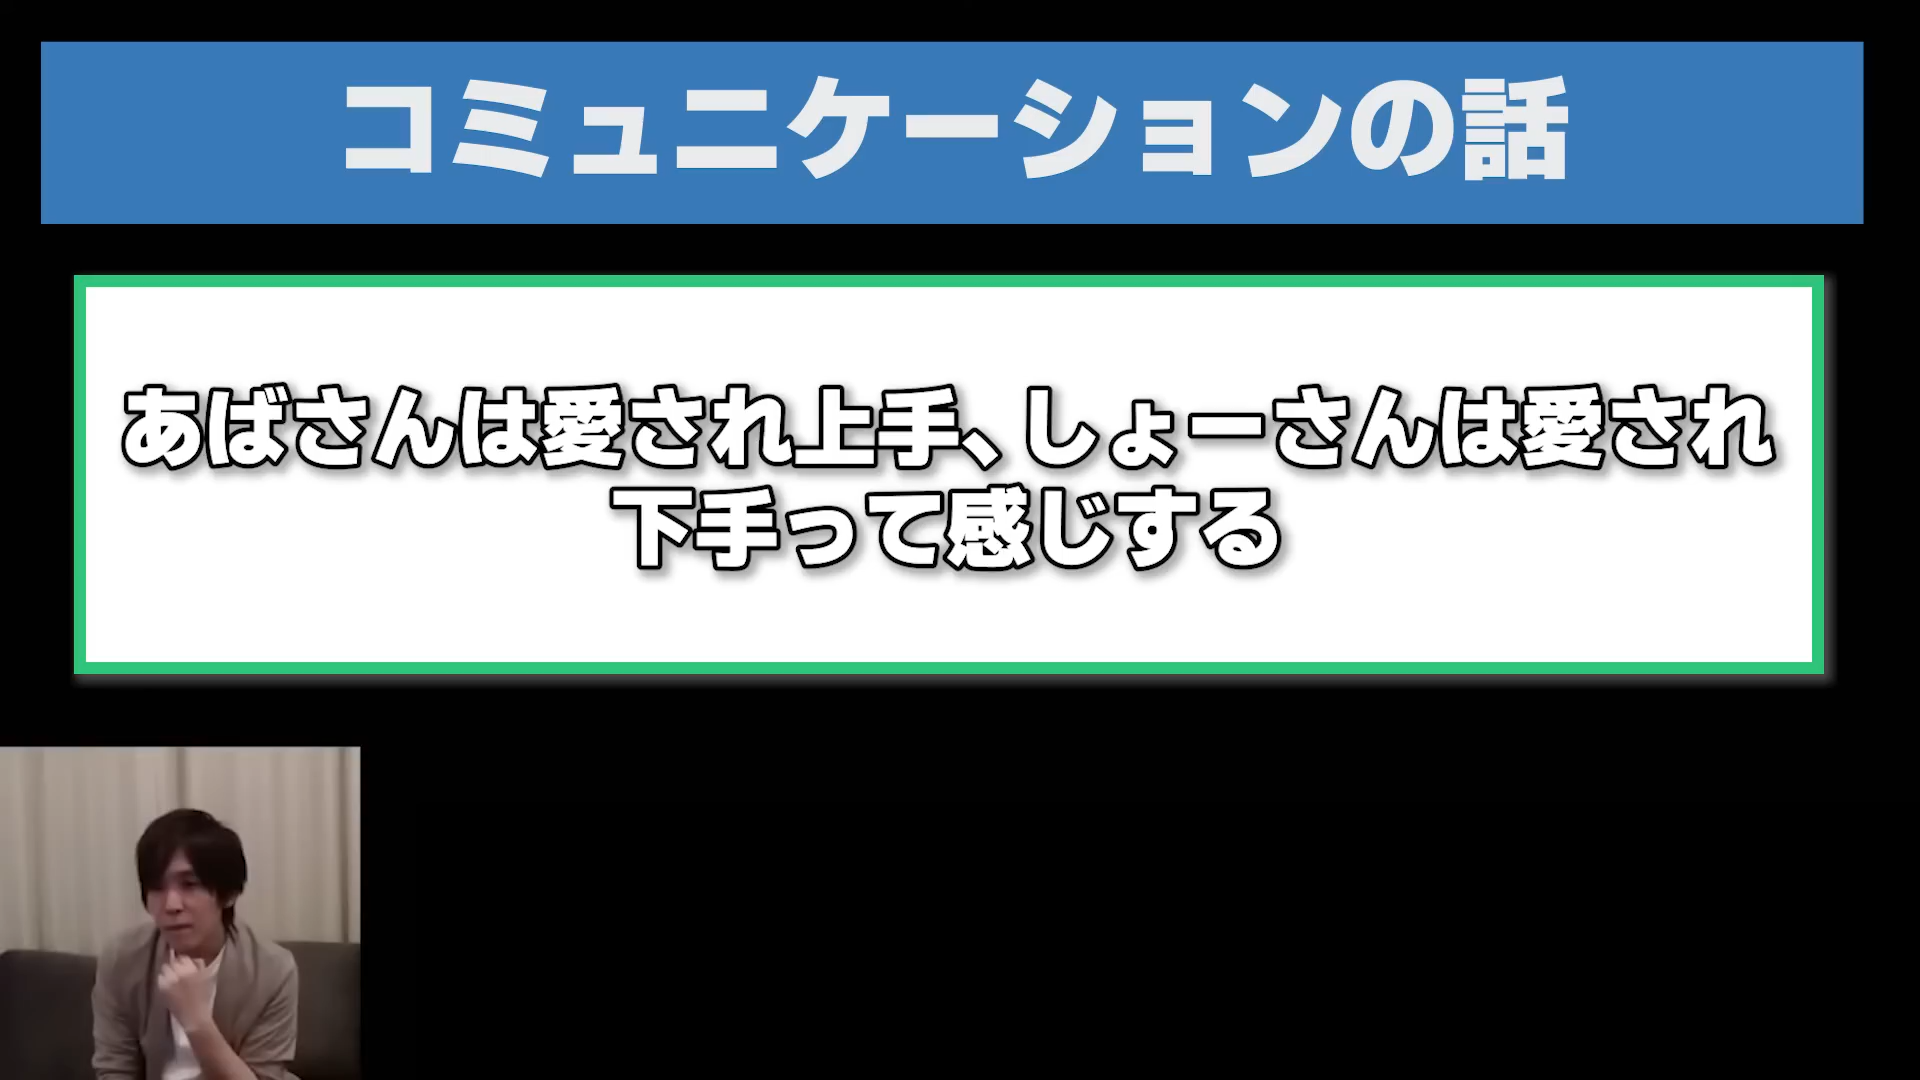 コミュニケーションの話
あばさんは愛され上手、しょーさんは愛され
下手って感じする